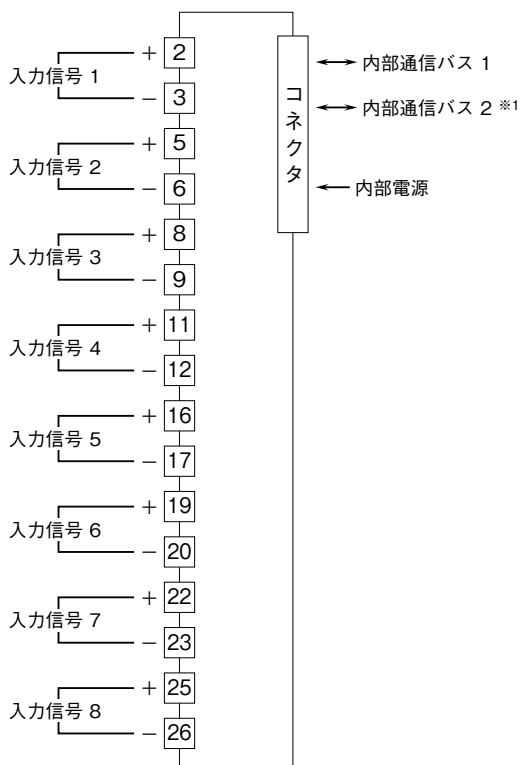 入力信号 1
+ 2
− 3
入力信号 2
+ 5
− 6
入力信号 3
+ 8
− 9
入力信号 4
+ 11
− 12
入力信号 5
+ 16
− 17
入力信号 6
+ 19
− 20
入力信号 7
+ 22
− 23
入力信号 8
+ 25
− 26
コネクタ
内部通信バス 1
内部通信バス 2 ※1
内部電源